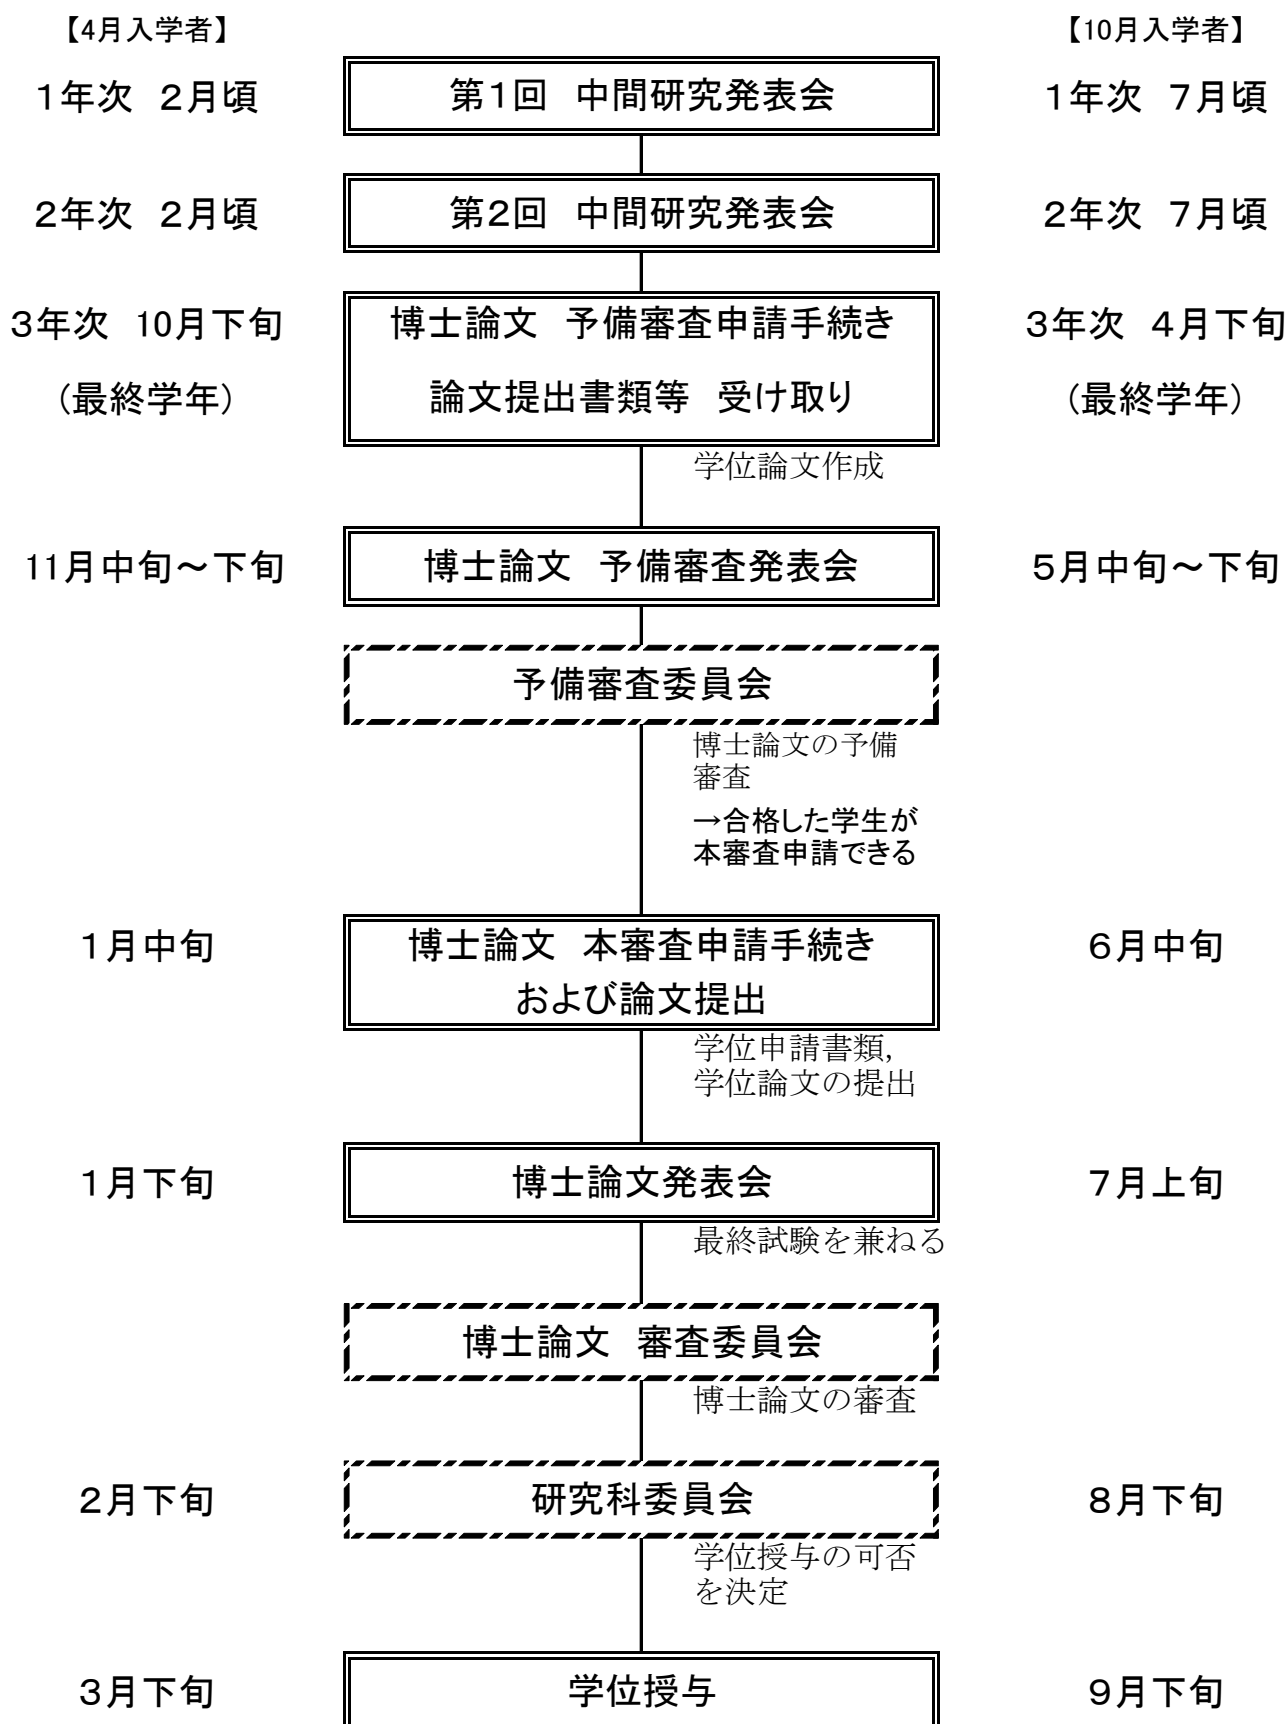 【4月入学者】 【10月入学者】
1年次 2月頃 第1回 中間研究発表会 1年次 7月頃
2年次 2月頃 第2回 中間研究発表会 2年次 7月頃
3年次 10月下旬 博士論文 予備審査申請手続き 3年次 4月下旬
(最終学年) 論文提出書類等 受け取り (最終学年)
学位論文作成
11月中旬～下旬 博士論文 予備審査発表会 5月中旬～下旬
予備審査委員会
博士論文の予備
審査
→合格した学生が
本審査申請できる
1月中旬 博士論文 本審査申請手続き 6月中旬
および論文提出
学位申請書類,
学位論文の提出
1月下旬 博士論文発表会 7月上旬
最終試験を兼ねる
博士論文 審査委員会
博士論文の審査
2月下旬 研究科委員会 8月下旬
学位授与の可否
を決定
3月下旬 学位授与 9月下旬